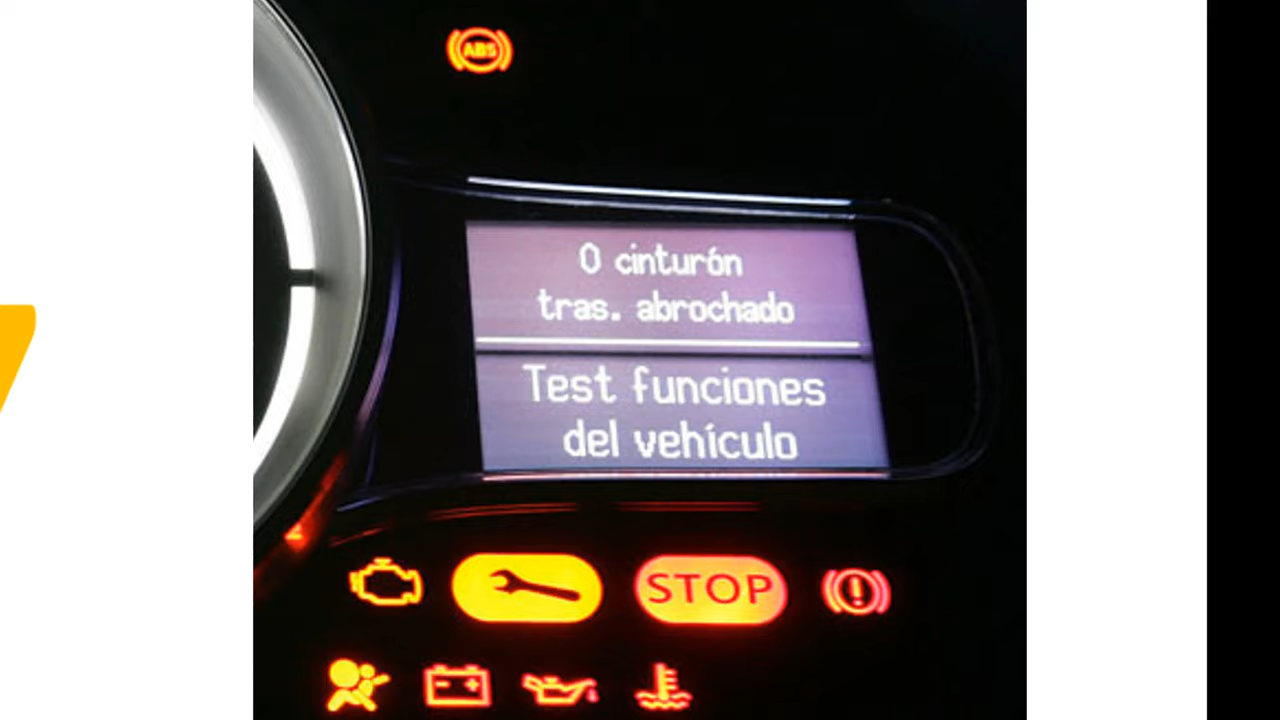 ABS
0 cinturón
tras. abrochado
Test funciones
del vehículo
STOP